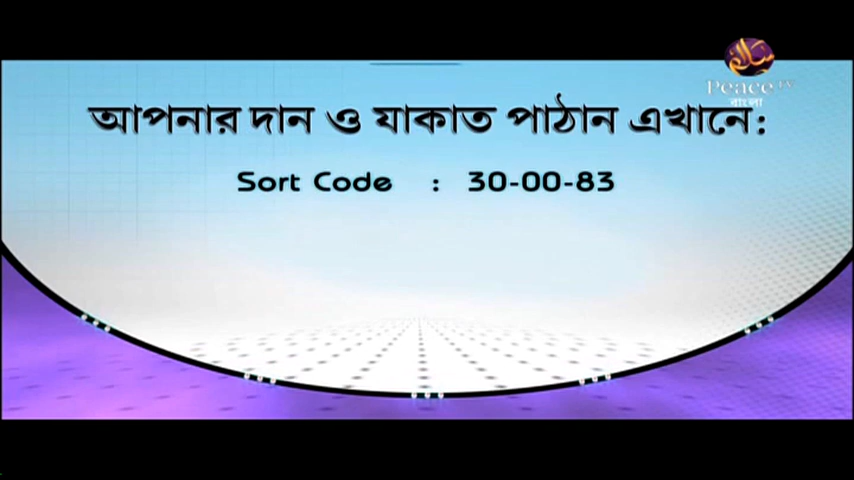 Peace TV
বাংলা
আপনার দান ও যাকাত পাঠান এখানে:
Sort Code : 30-00-83